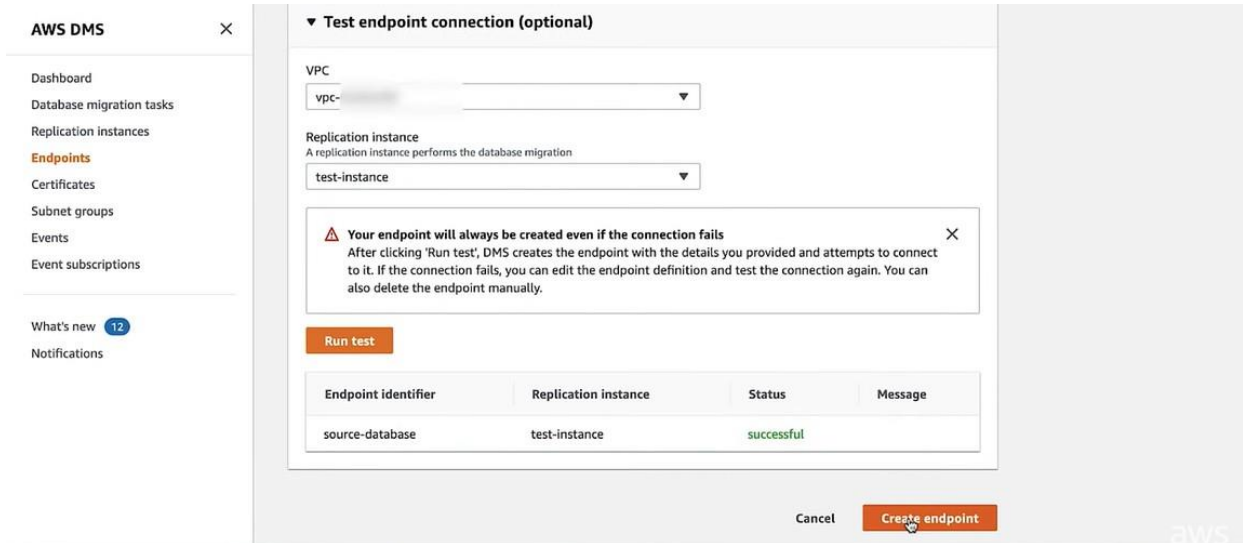 AWS DMS
Dashboard
Database migration tasks
Replication instances
Endpoints
Certificates
Subnet groups
Events
Event subscriptions
What's new 12
Notifications
▼ Test endpoint connection (optional)
VPC
vpc-
Replication instance
A replication instance performs the database migration
test-instance
Your endpoint will always be created even if the connection fails
After clicking 'Run test', DMS creates the endpoint with the details you provided and attempts to connect
to it. If the connection fails, you can edit the endpoint definition and test the connection again. You can
also delete the endpoint manually.
Run test
Endpoint identifier Replication instance Status Message
source-database test-instance successful
Cancel Create endpoint
aws